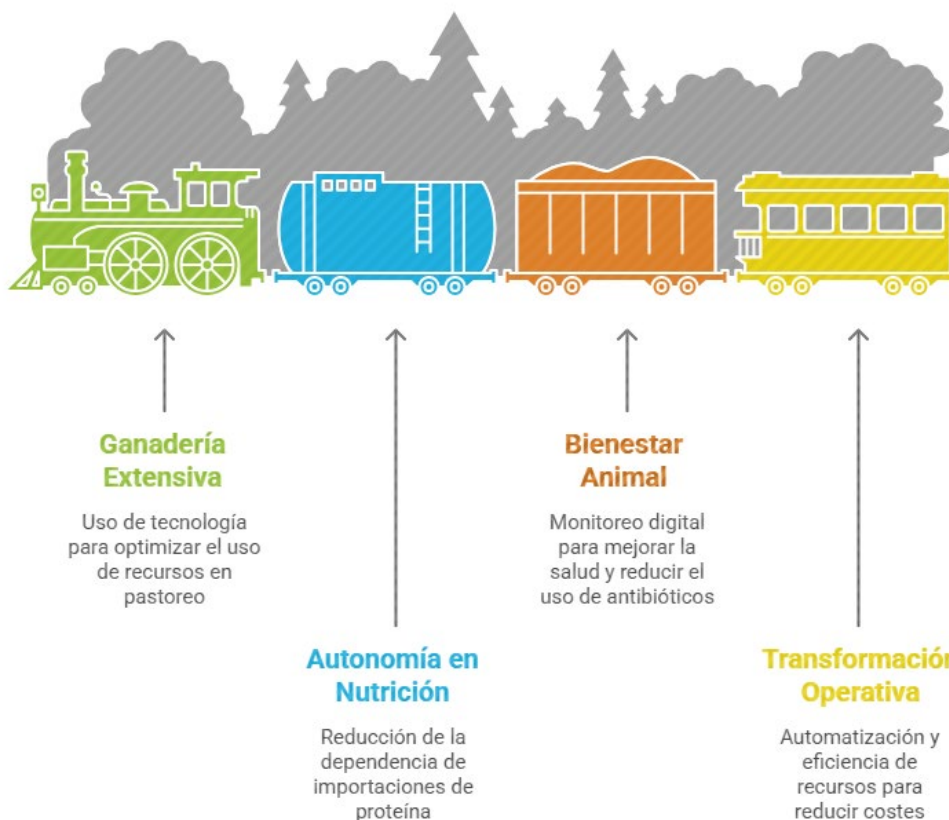 Ganadería
Extensiva
Uso de tecnología
para optimizar el uso
de recursos en
pastoreo
Bienestar
Animal
Monitoreo digital
para mejorar la
salud y reducir el
uso de antibióticos
Autonomía en
Nutrición
Reducción de la
dependencia de
importaciones de
proteína
Transformación
Operativa
Automatización y
eficiencia de
recursos para
reducir costes